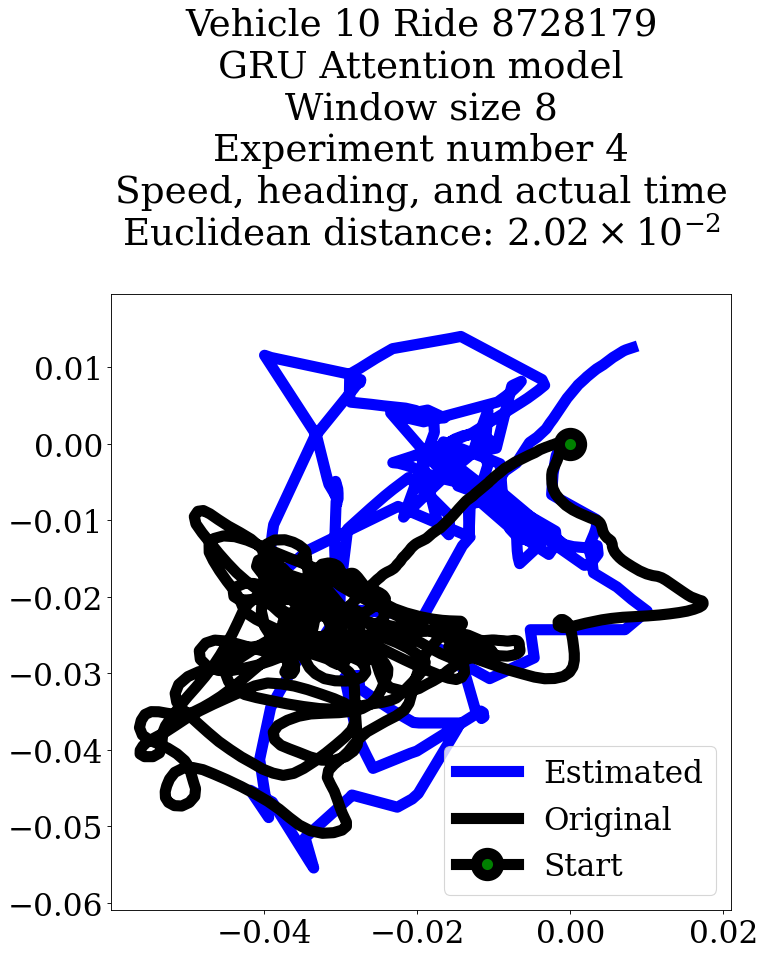 Vehicle 10 Ride 8728179
GRU Attention model
Window size 8
Experiment number 4
Speed, heading, and actual time
Euclidean distance: 2.02 × 10⁻²
0.01
0.00
−0.01
−0.02
−0.03
−0.04
−0.05
−0.06
−0.04
−0.02
0.00
0.02
Estimated
Original
Start